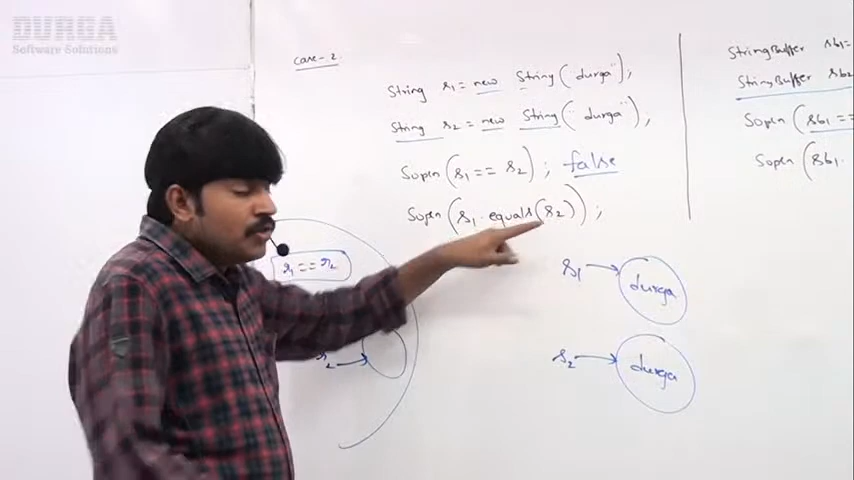 DURGA
Software Solutions
case-2
String s1 = new String("durga");
String s2 = new String("durga");
Sopln(s1 == s2); false
Sopln(s1.equals(s2));
StringBuffer sb1=
StringBuffer sb2
Sopln(sb1 ==
Sopln(sb1.
s1 == s2
s2
s1 durga
s2 durga